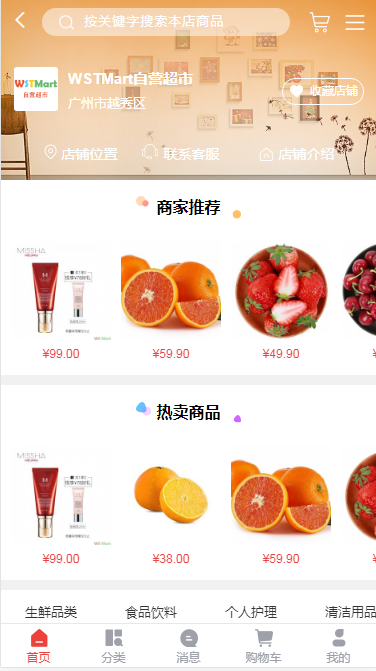 按关键字搜索本店商品
WSTMart
自营超市
WSTMart自营超市
广州市越秀区
收藏店铺
店铺位置 联系客服 店铺介绍
商家推荐
MISSHA
WSTMart
¥99.00 ¥59.90 ¥49.90
热卖商品
MISSHA
WSTMart
¥99.00 ¥38.00 ¥59.90
生鲜品类 食品饮料 个人护理 清洁用品
首页 分类 消息 购物车 我的